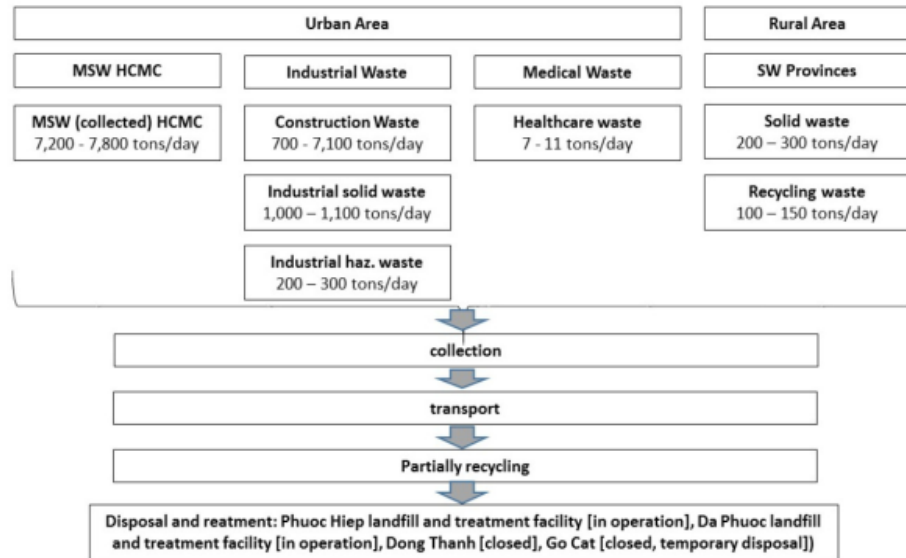 Urban Area
Rural Area
MSW HCMC
Industrial Waste
Medical Waste
SW Provinces
MSW (collected) HCMC
7,200 - 7,800 tons/day
Construction Waste
700 - 7,100 tons/day
Healthcare waste
7 - 11 tons/day
Solid waste
200 – 300 tons/day
Industrial solid waste
1,000 – 1,100 tons/day
Recycling waste
100 – 150 tons/day
Industrial haz. waste
200 – 300 tons/day
collection
transport
Partially recycling
Disposal and reatment: Phuoc Hiep landfill and treatment facility [in operation], Da Phuoc landfill
and treatment facility [in operation], Dong Thanh [closed], Go Cat [closed, temporary disposal])